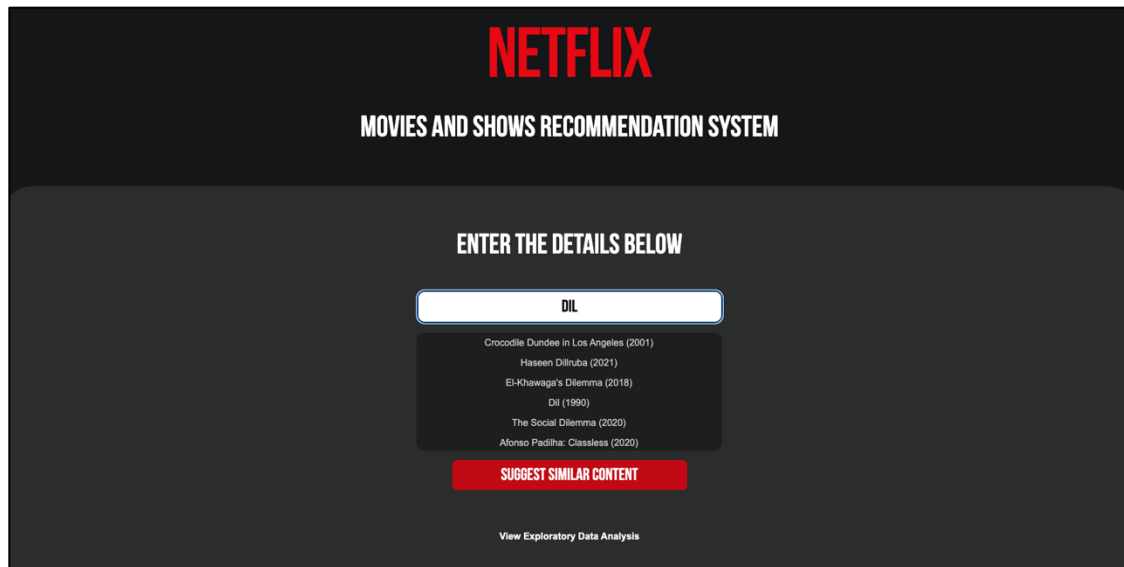 NETFLIX
MOVIES AND SHOWS RECOMMENDATION SYSTEM
ENTER THE DETAILS BELOW
DIL
Crocodile Dundee in Los Angeles (2001)
Haseen Dillruba (2021)
El-Khawaga's Dilemma (2018)
Dil (1990)
The Social Dilemma (2020)
Afonso Padilha: Classless (2020)
SUGGEST SIMILAR CONTENT
View Exploratory Data Analysis